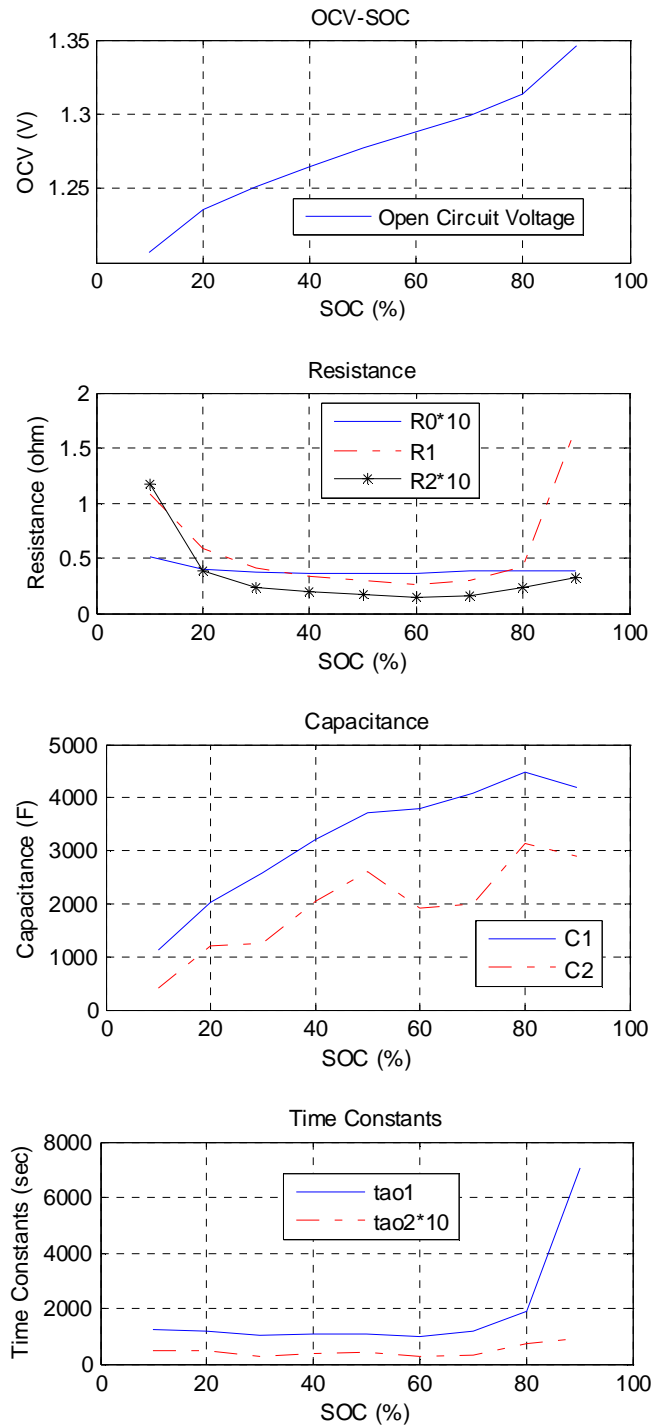 OCV-SOC
1.35
1.3
1.25
OCV (V)
Open Circuit Voltage
0 20 40 60 80 100
SOC (%)
Resistance
2
1.5
1
0.5
0
Resistance (ohm)
R0*10
R1
R2*10
0 20 40 60 80 100
SOC (%)
Capacitance
5000
4000
3000
2000
1000
0
Capacitance (F)
C1
C2
0 20 40 60 80 100
SOC (%)
Time Constants
8000
6000
4000
2000
0
Time Constants (sec)
tao1
tao2*10
0 20 40 60 80 100
SOC (%)